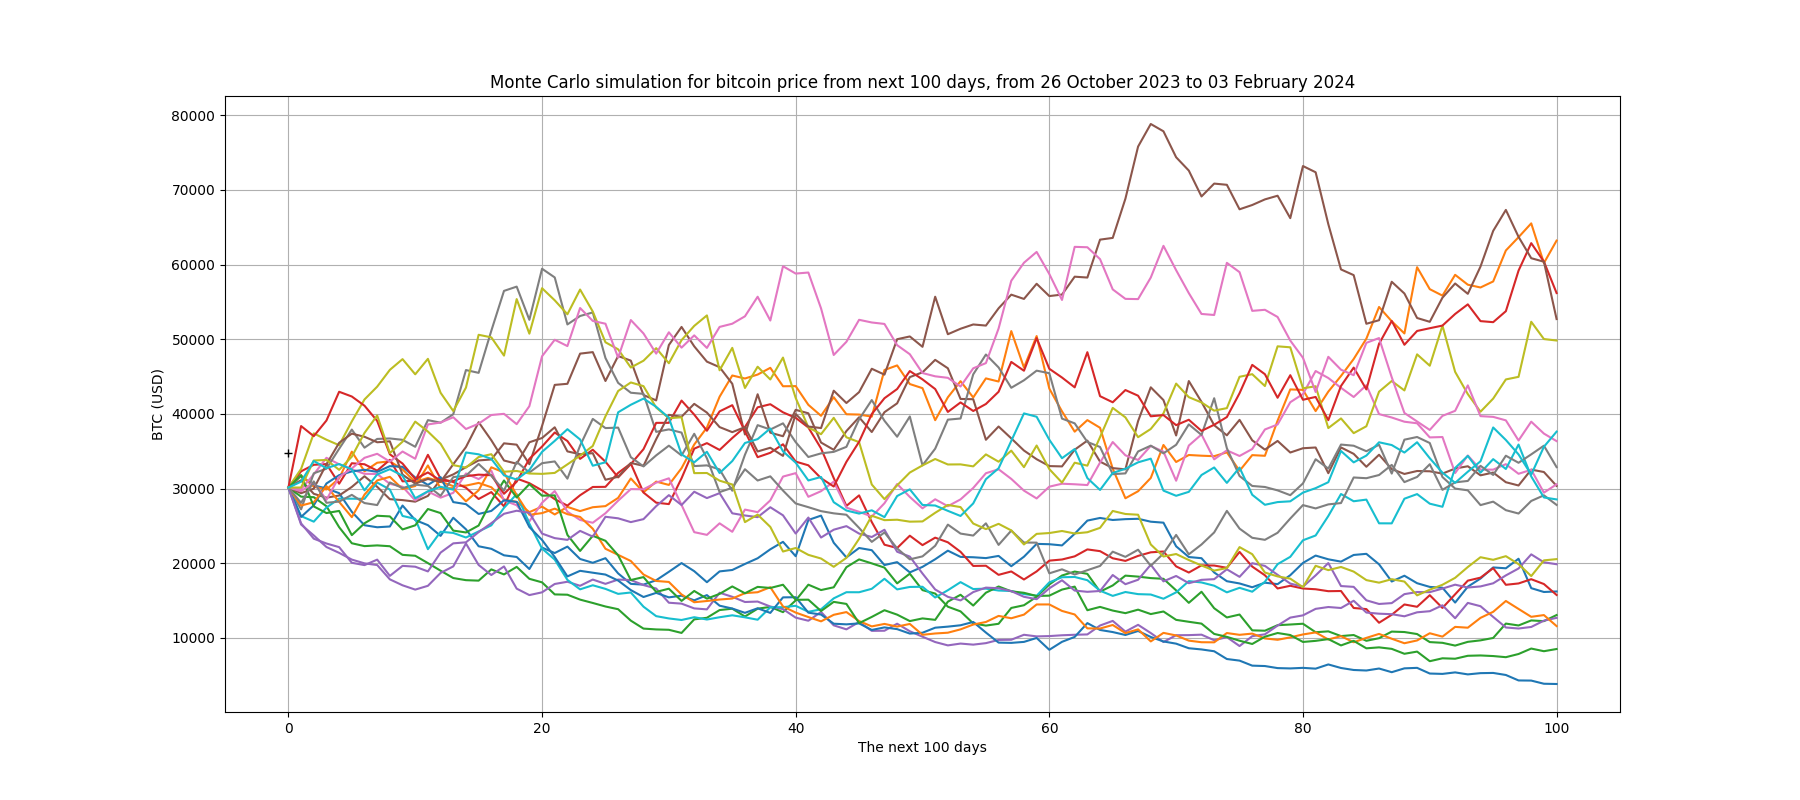 Monte Carlo simulation for bitcoin price from next 100 days, from 26 October 2023 to 03 February 2024
80000
70000
60000
50000
40000
30000
20000
10000
BTC (USD)
0 20 40 60 80 100
The next 100 days